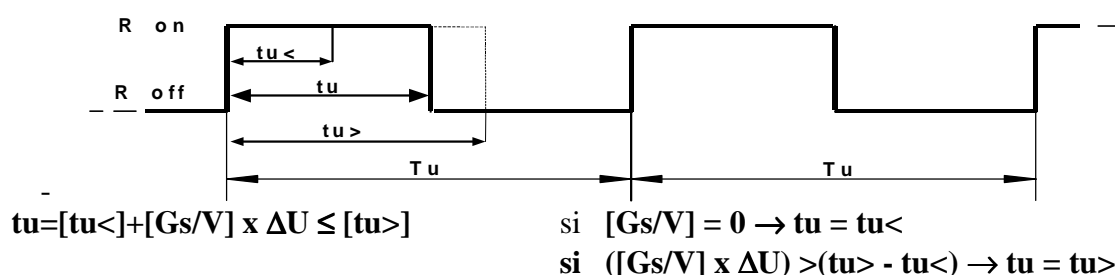 R on
tu<
R off
tu
tu>
Tu
Tu
tu=[tu<]+[Gs/V] x ΔU ≤ [tu>]
si [Gs/V] = 0 → tu = tu<
si ([Gs/V] x ΔU) >(tu> - tu<) → tu = tu>